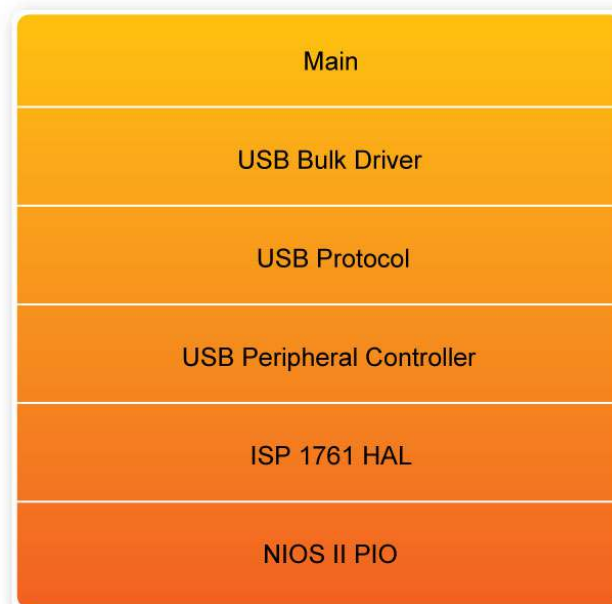 Main
USB Bulk Driver
USB Protocol
USB Peripheral Controller
ISP 1761 HAL
NIOS II PIO